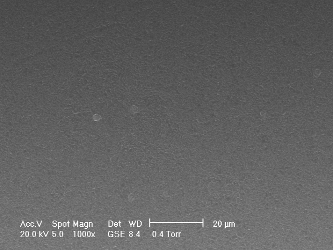 Acc.V Spot Magn Det WD 20 µm
20.0 kV 5.0 1000x GSE 8.4 0.4 Torr